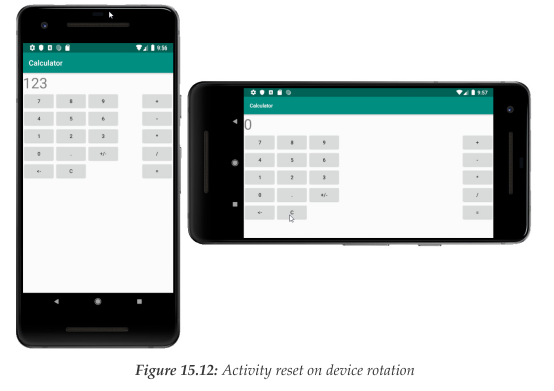 9:56
Calculator
123
7 8 9 +
4 5 6 -
1 2 3 *
0 . +/- /
<- C =
9:57
Calculator
0
7 8 9 +
4 5 6 -
1 2 3 *
0 . +/- /
<- C =
Figure 15.12: Activity reset on device rotation